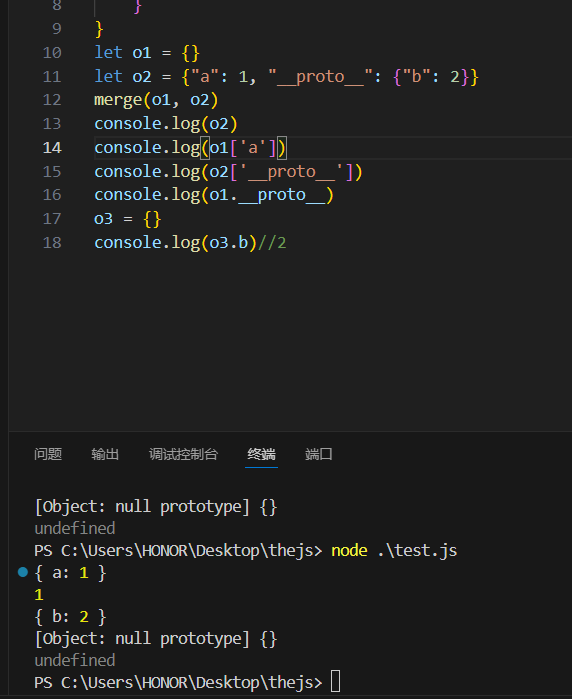 8 }
9 }
10 let o1 = {}
11 let o2 = {"a": 1, "__proto__": {"b": 2}}
12 merge(o1, o2)
13 console.log(o2)
14 console.log(o1['a'])
15 console.log(o2['__proto__'])
16 console.log(o1.__proto__)
17 o3 = {}
18 console.log(o3.b)//2
问题 输出 调试控制台 终端 端口
[Object: null prototype] {}
undefined
PS C:\Users\HONOR\Desktop\thejs> node .\test.js
{ a: 1 }
1
{ b: 2 }
[Object: null prototype] {}
undefined
PS C:\Users\HONOR\Desktop\thejs>